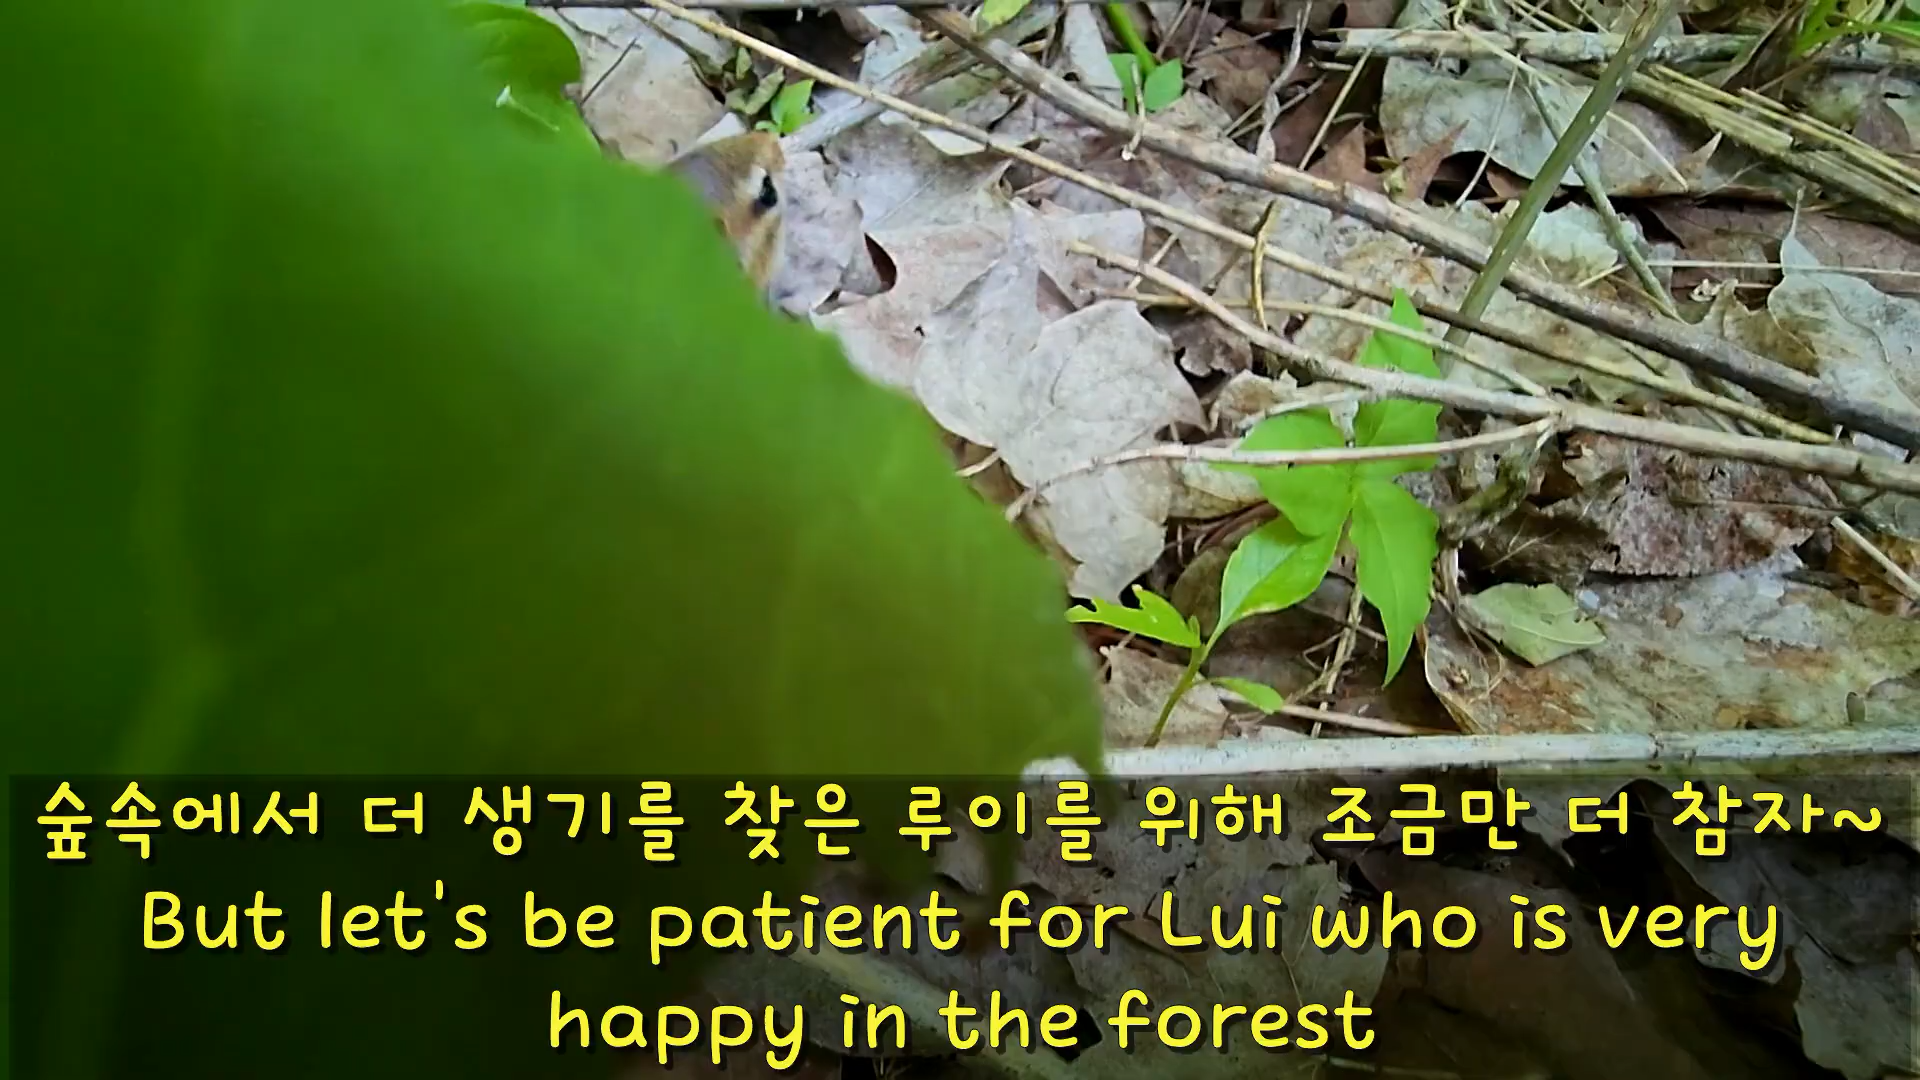 숲속에서 더 생기를 찾은 루이를 위해 조금만 더 참자~
But let's be patient for Lui who is very
happy in the forest